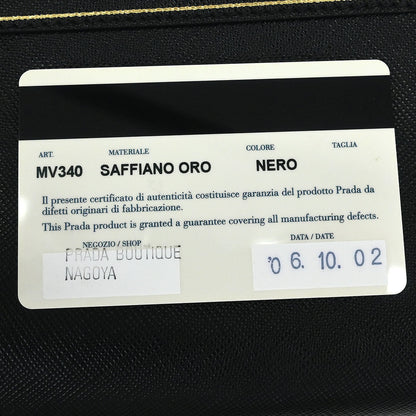 ART. MATERIALE COLORE TAGLIA
MV340 SAFFIANO ORO NERO
Il presente certificato di autenticità costituisce garanzia del prodotto Prada da
difetti originari di fabbricazione.
This Prada product is granted a guarantee covering all manufacturing defects.
NEGOZIO / SHOP DATA / DATE
PRADA BOUTIQUE
NAGOYA
'06.10.02